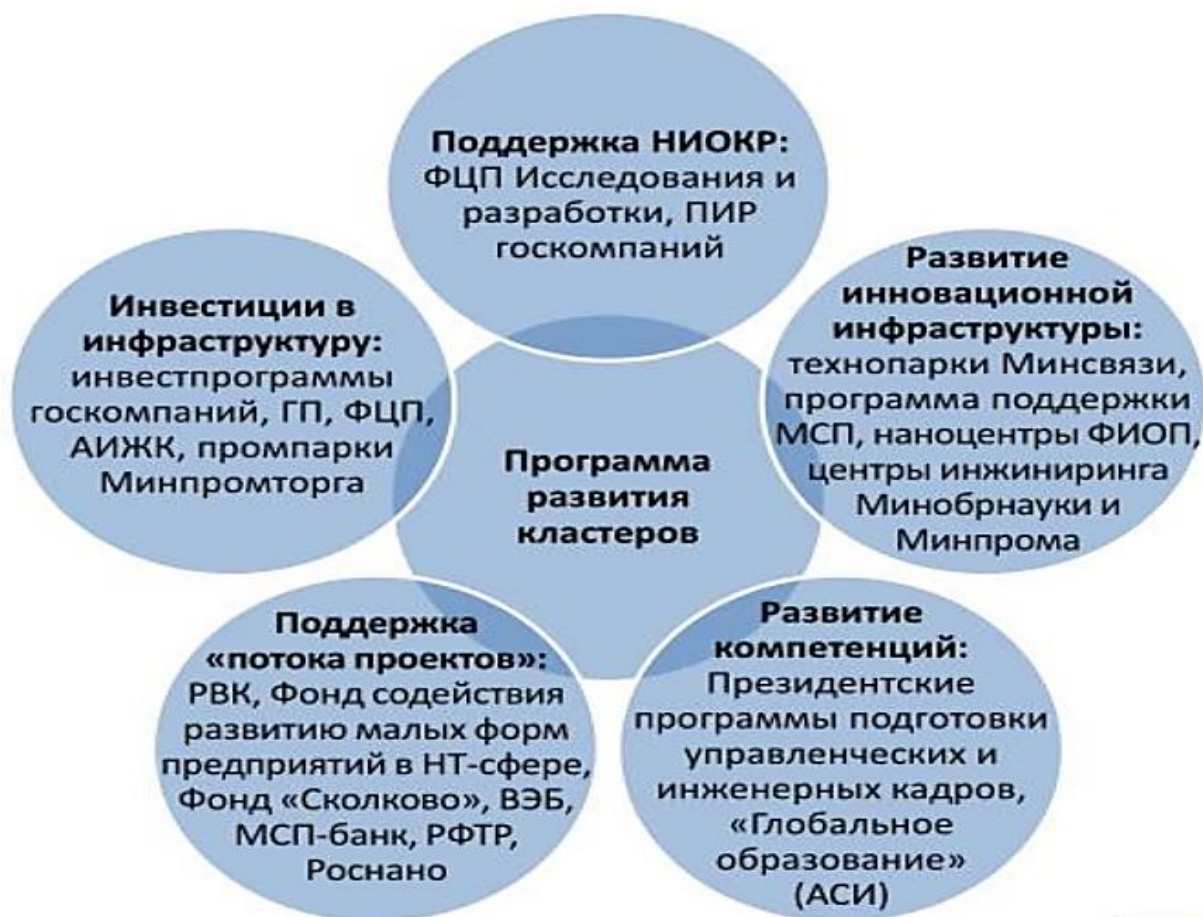 Поддержка НИОКР:
ФЦП Исследования и
разработки, ПИР
госкомпаний
Развитие
инновационной
инфраструктуры:
технопарки Минсвязи,
программа поддержки
МСП, наноцентры ФИОП,
центры инжиниринга
Минобрнауки и
Минпрома
Развитие
компетенций:
Президентские
программы подготовки
управленческих и
инженерных кадров,
«Глобальное
образование»
(АСИ)
Поддержка
«потока проектов»:
РВК, Фонд содействия
развитию малых форм
предприятий в НТ-сфере,
Фонд «Сколково», ВЭБ,
МСП-банк, РФТР,
Роснано
Инвестиции в
инфраструктуру:
инвестпрограммы
госкомпаний, ГП, ФЦП,
АИЖК, промпарки
Минпромторга
Программа
развития
кластеров